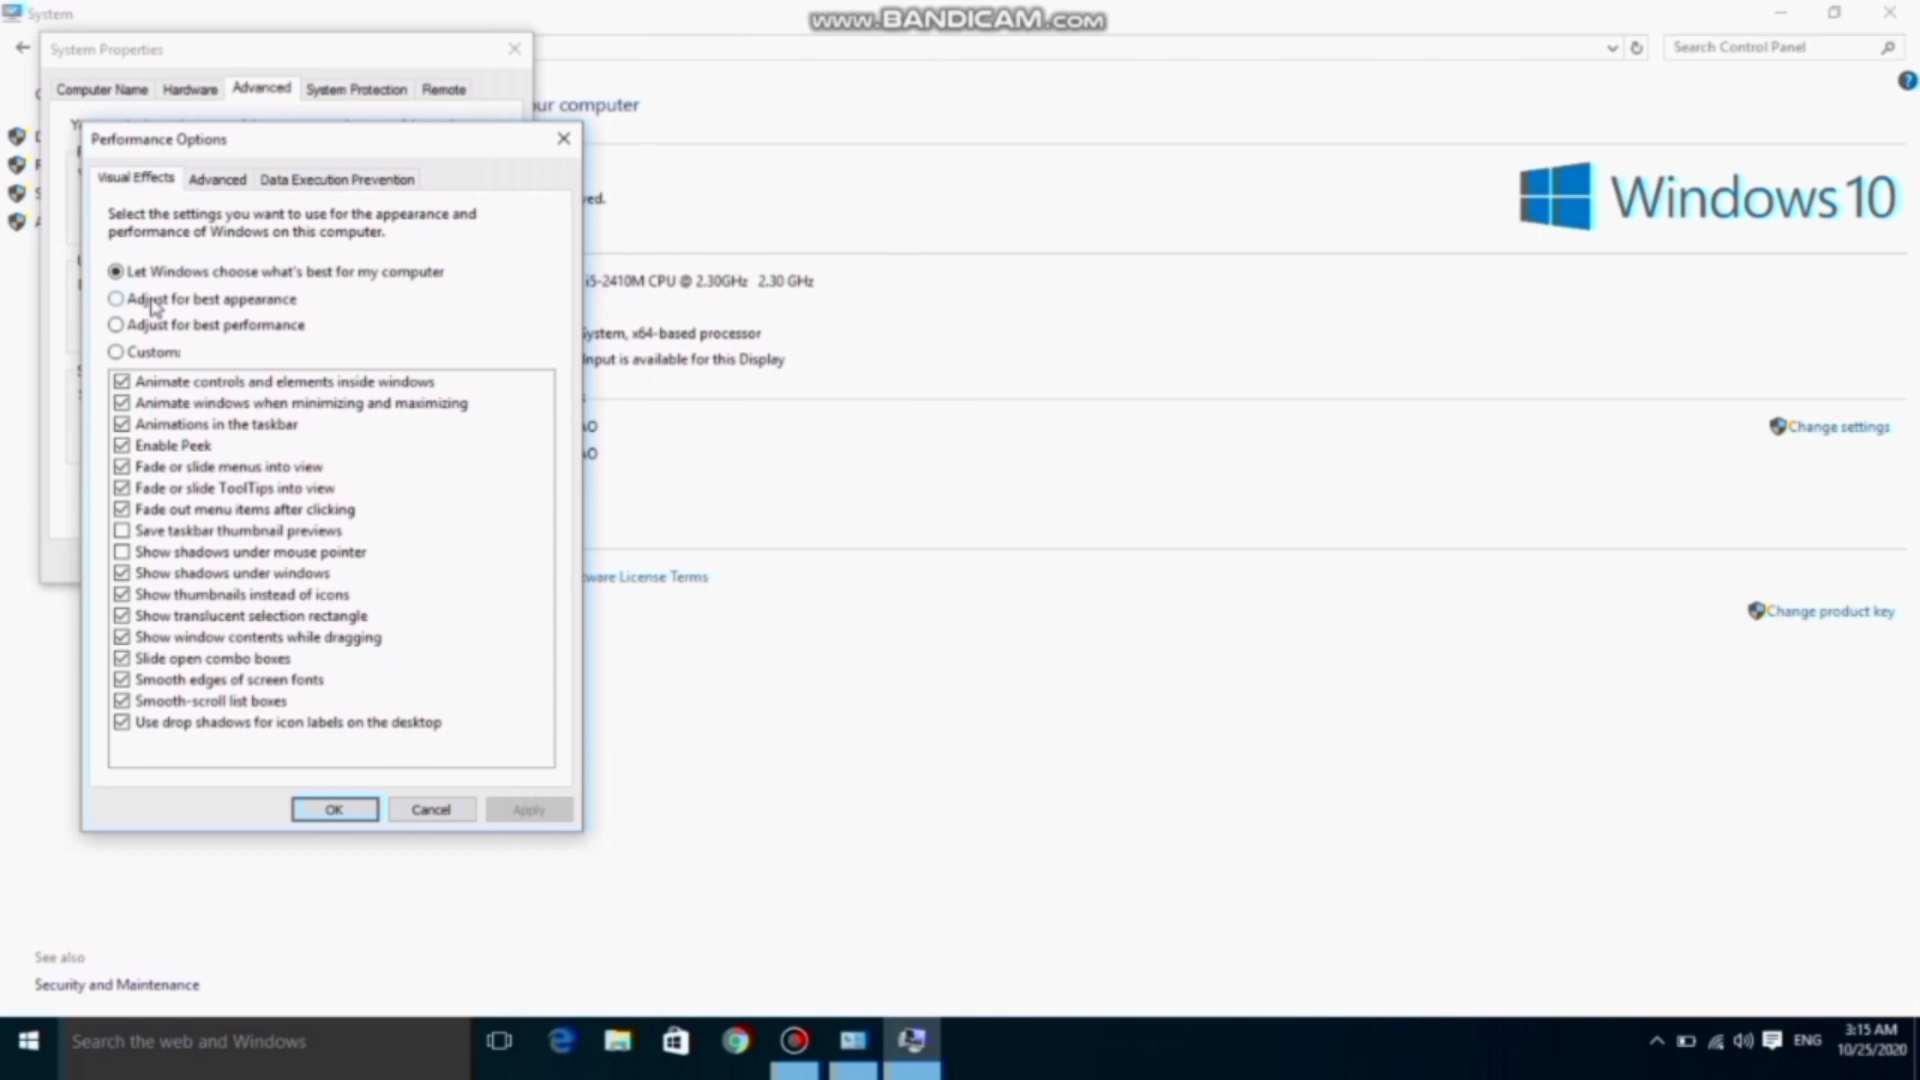 System
www.BANDICAM.com
System Properties
Search Control Panel
Computer Name
Hardware
Advanced
System Protection
Remote
ur computer
Performance Options
Visual Effects
Advanced
Data Execution Prevention
Windows 10
Select the settings you want to use for the appearance and
performance of Windows on this computer.
Let Windows choose what's best for my computer
i5-2410M CPU @ 2.30GHz 2.30 GHz
Adjust for best appearance
Adjust for best performance
ystem, x64-based processor
Custom:
nput is available for this Display
Animate controls and elements inside windows
Animate windows when minimizing and maximizing
Animations in the taskbar
Change settings
Enable Peek
Fade or slide menus into view
Fade or slide ToolTips into view
Fade out menu items after clicking
Save taskbar thumbnail previews
Show shadows under mouse pointer
Show shadows under windows
ware License Terms
Show thumbnails instead of icons
Show translucent selection rectangle
Change product key
Show window contents while dragging
Slide open combo boxes
Smooth edges of screen fonts
Smooth-scroll list boxes
Use drop shadows for icon labels on the desktop
OK
Cancel
Apply
See also
Security and Maintenance
Search the web and Windows
ENG
3:15 AM
10/25/2020